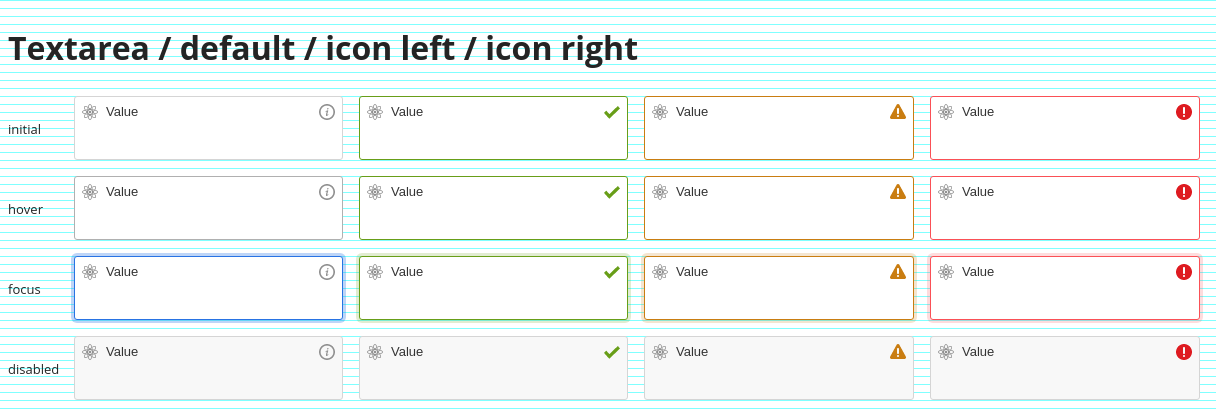 Textarea / default / icon left / icon right
initial Value Value Value Value
hover Value Value Value Value
focus Value Value Value Value
disabled Value Value Value Value